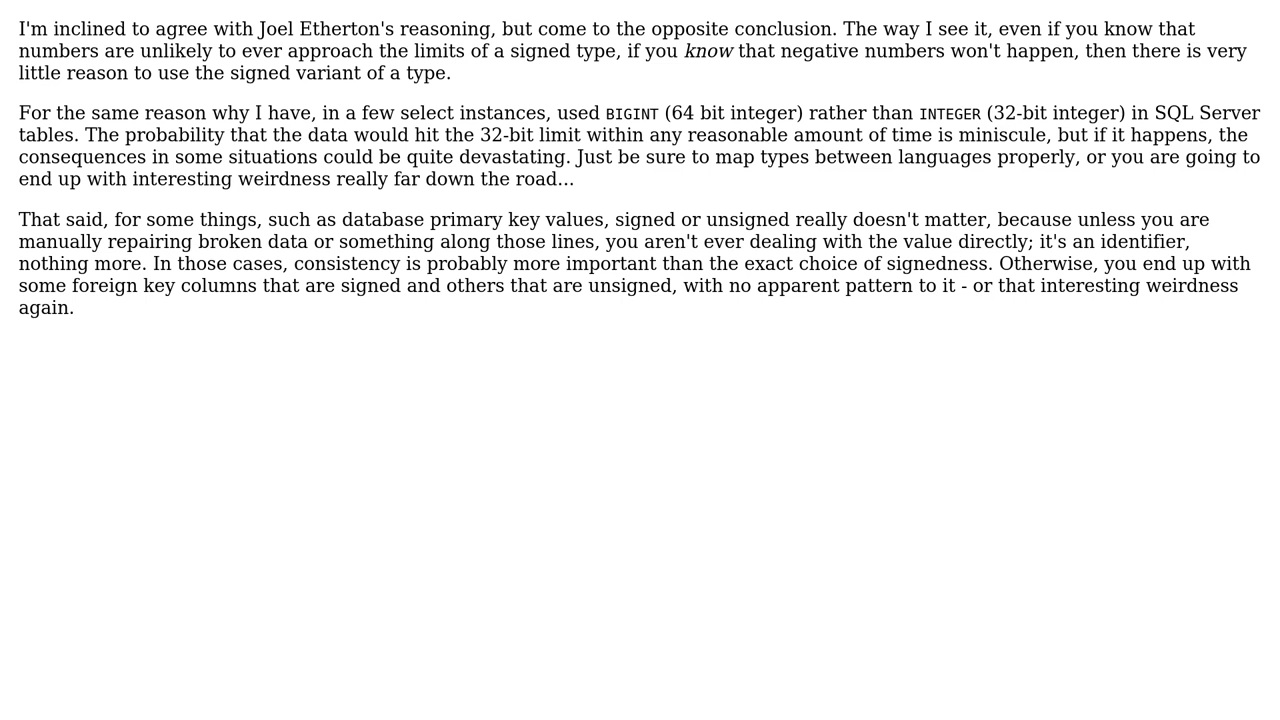 I'm inclined to agree with Joel Etherton's reasoning, but come to the opposite conclusion. The way I see it, even if you know that
numbers are unlikely to ever approach the limits of a signed type, if you know that negative numbers won't happen, then there is very
little reason to use the signed variant of a type.
For the same reason why I have, in a few select instances, used BIGINT (64 bit integer) rather than INTEGER (32-bit integer) in SQL Server
tables. The probability that the data would hit the 32-bit limit within any reasonable amount of time is miniscule, but if it happens, the
consequences in some situations could be quite devastating. Just be sure to map types between languages properly, or you are going to
end up with interesting weirdness really far down the road...
That said, for some things, such as database primary key values, signed or unsigned really doesn't matter, because unless you are
manually repairing broken data or something along those lines, you aren't ever dealing with the value directly; it's an identifier,
nothing more. In those cases, consistency is probably more important than the exact choice of signedness. Otherwise, you end up with
some foreign key columns that are signed and others that are unsigned, with no apparent pattern to it - or that interesting weirdness
again.